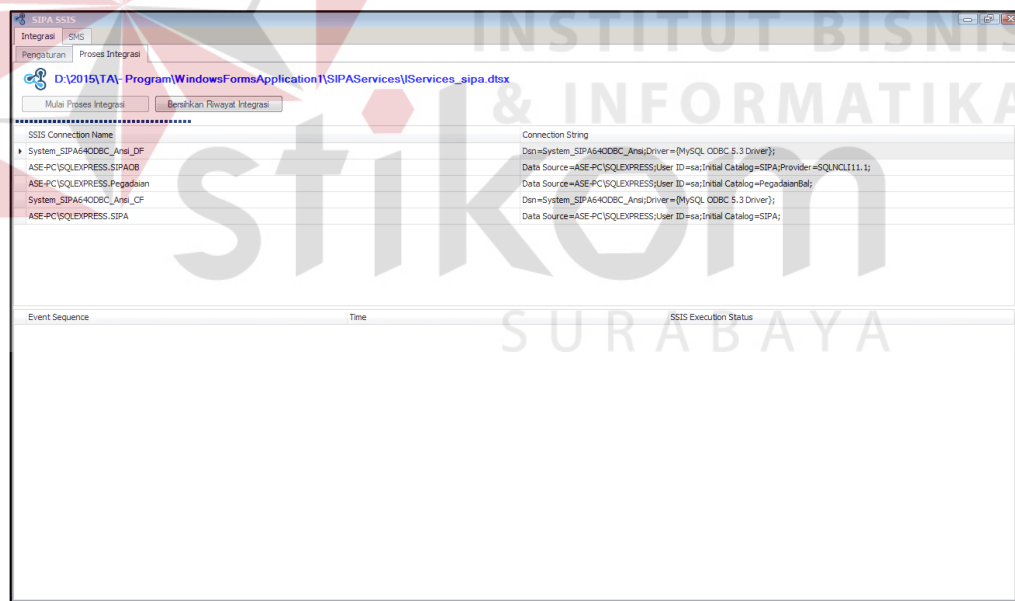 SIPA SSIS
Integrasi SMS
Pengaturan Proses Integrasi
D:\2015\TA\- Program\WindowsFormsApplication1\SIPAServices\IServices_sipa.dtsx
Mulai Proses Integrasi Bersihkan Riwayat Integrasi
SSIS Connection Name Connection String
System_SIPA64ODBC_Ansi_DF Dsn=System_SIPA64ODBC_Ansi;Driver={MySQL ODBC 5.3 Driver};
ASE-PC\SQLEXPRESS.SIPAOB Data Source=ASE-PC\SQLEXPRESS;User ID=sa;Initial Catalog=SIPA;Provider=SQLNCLI11.1;
ASE-PC\SQLEXPRESS.Pegadaian Data Source=ASE-PC\SQLEXPRESS;User ID=sa;Initial Catalog=PegadaianBal;
System_SIPA64ODBC_Ansi_CF Dsn=System_SIPA64ODBC_Ansi;Driver={MySQL ODBC 5.3 Driver};
ASE-PC\SQLEXPRESS.SIPA Data Source=ASE-PC\SQLEXPRESS;User ID=sa;Initial Catalog=SIPA;
Event Sequence Time SSIS Execution Status
INSTITUT BISNIS
& INFORMATIKA
stikom
SURABAYA